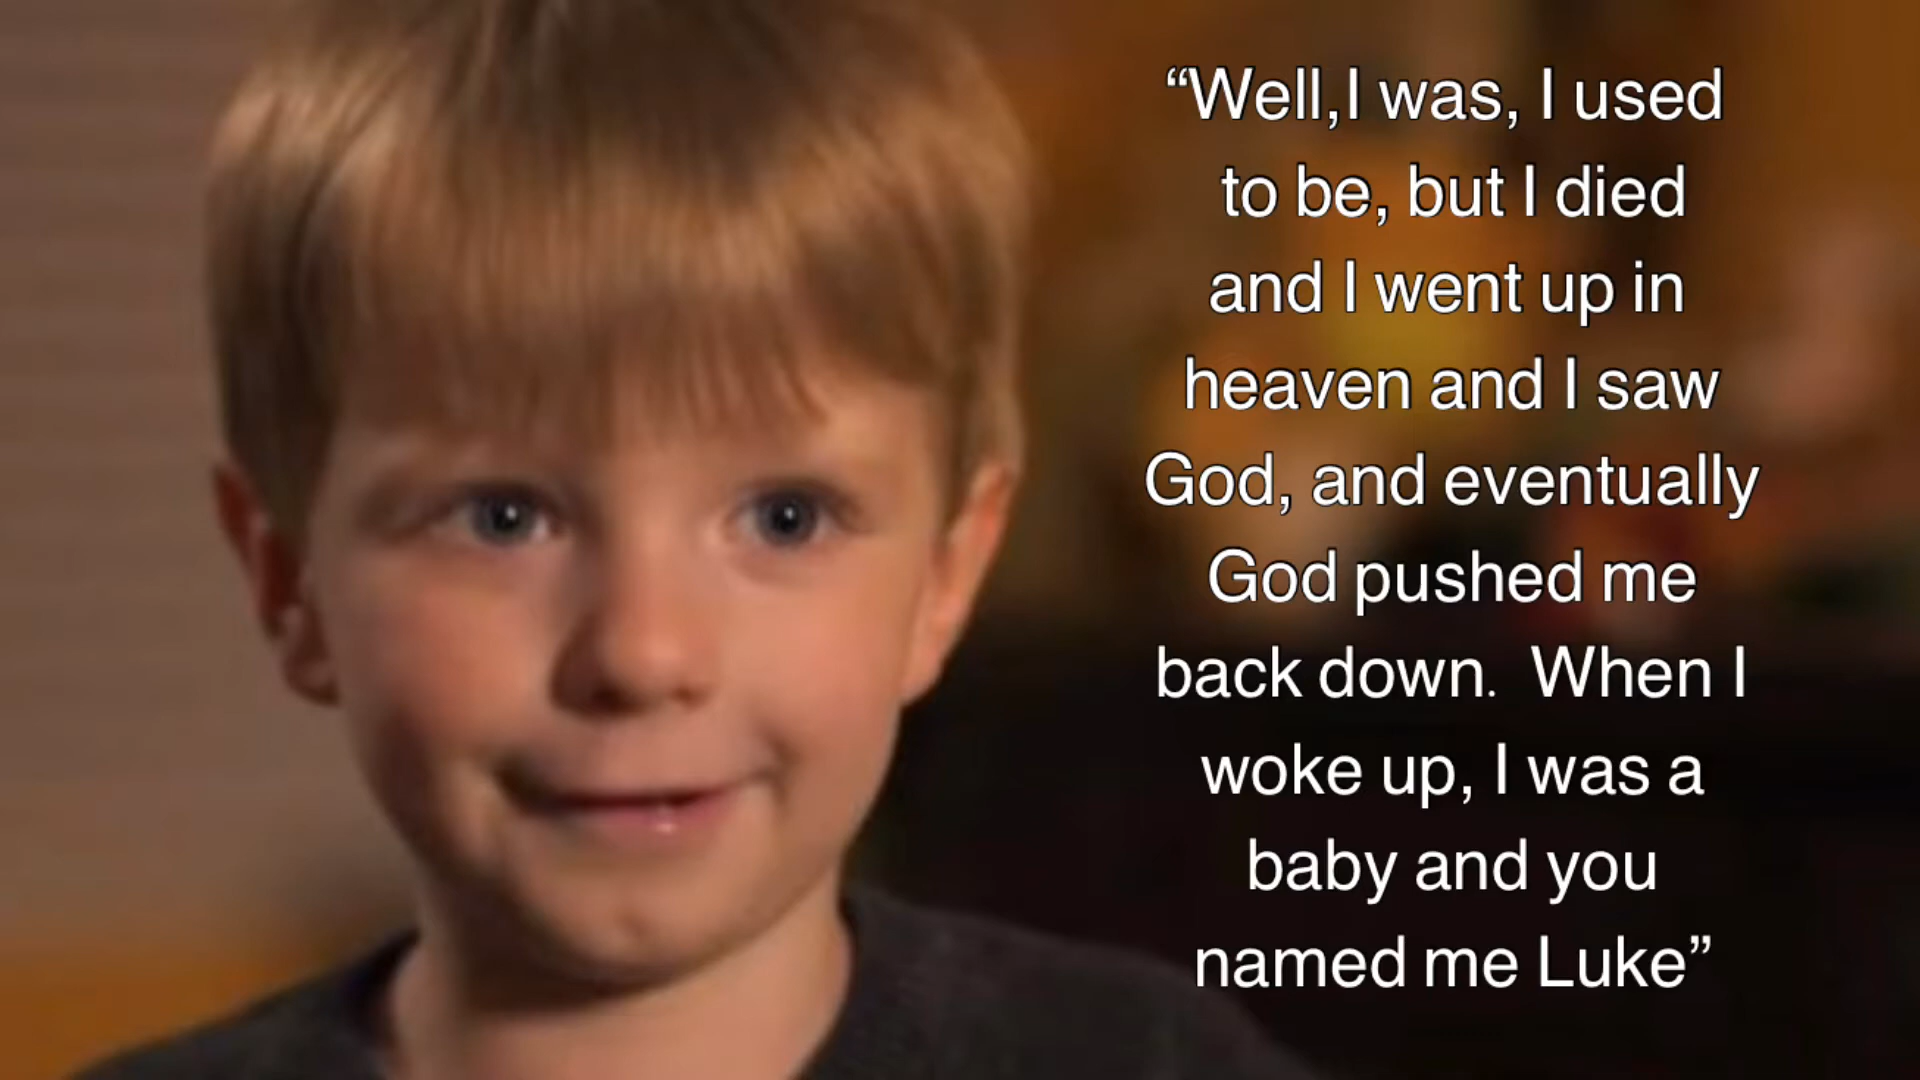 “Well,I was, I used
to be, but I died
and I went up in
heaven and I saw
God, and eventually
God pushed me
back down.  When I
woke up, I was a
baby and you
named me Luke”